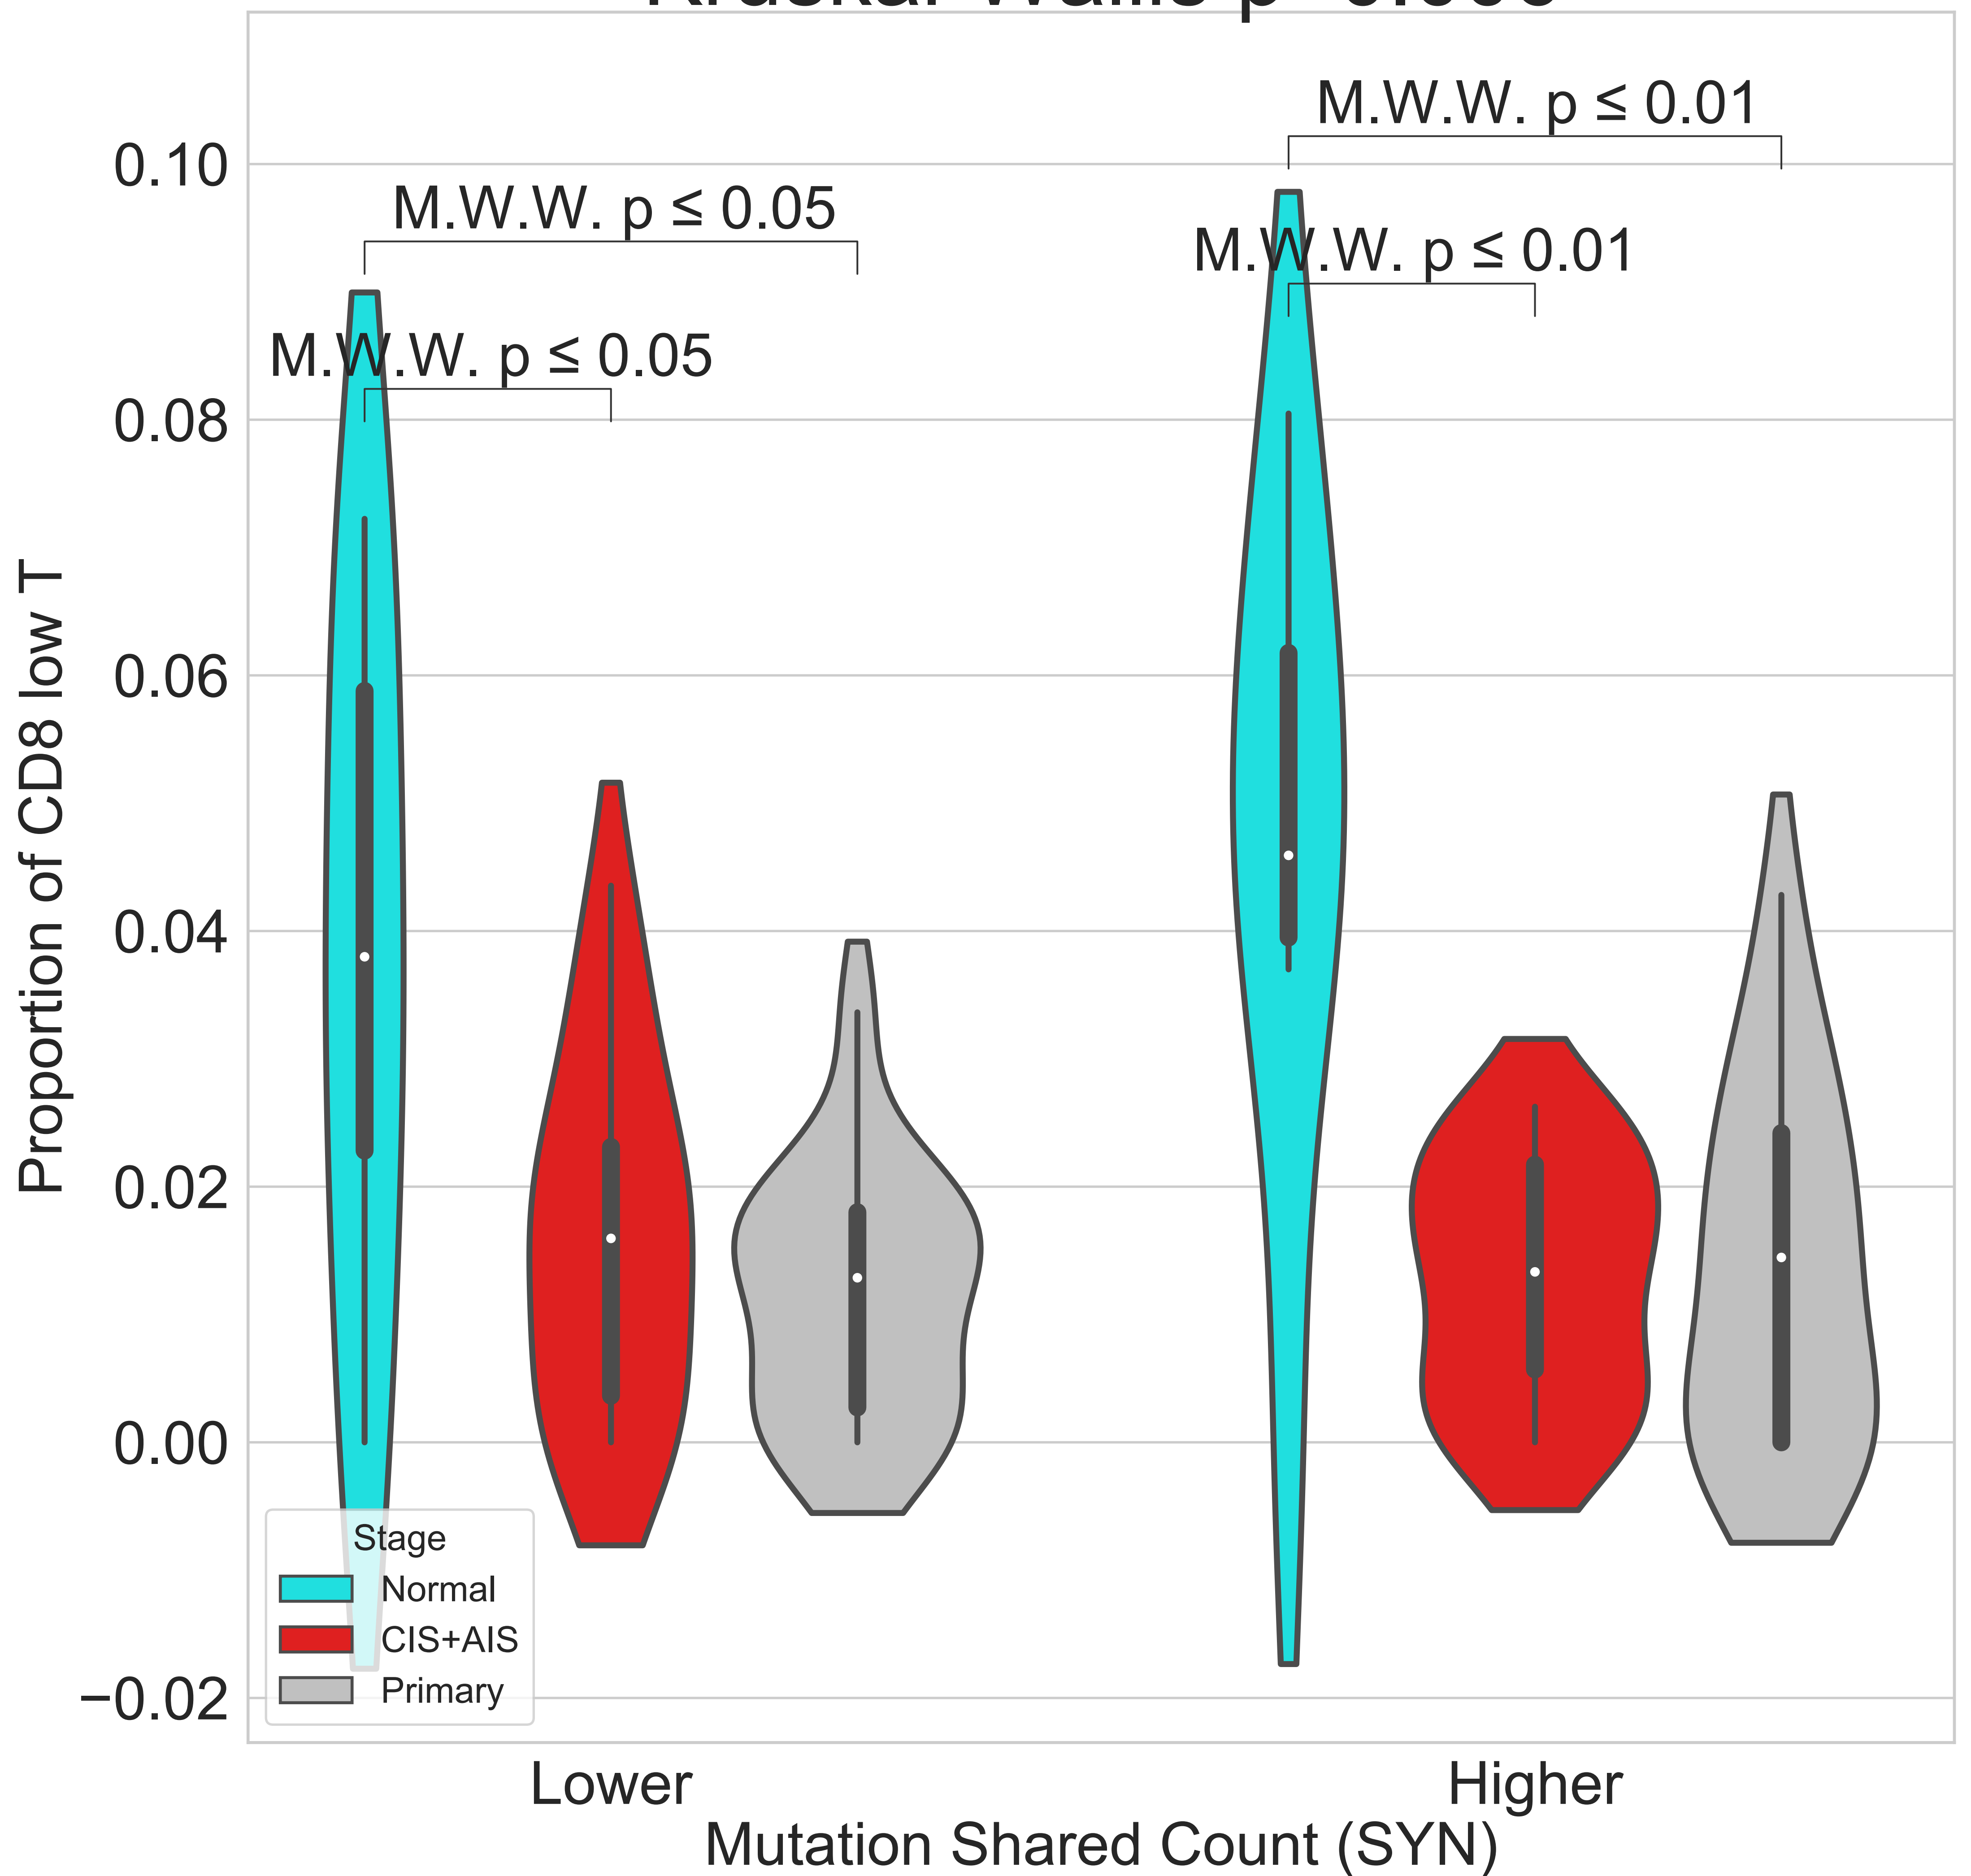 M.W.W. p ≤ 0.01
0.10
M.W.W. p ≤ 0.05
M.W.W. p ≤ 0.01
M.W.W. p ≤ 0.05
0.08
0.06
Proportion of CD8 low T
0.04
0.02
0.00
−0.02
Stage
Normal
CIS+AIS
Primary
Lower
Higher
Mutation Shared Count (SYN)